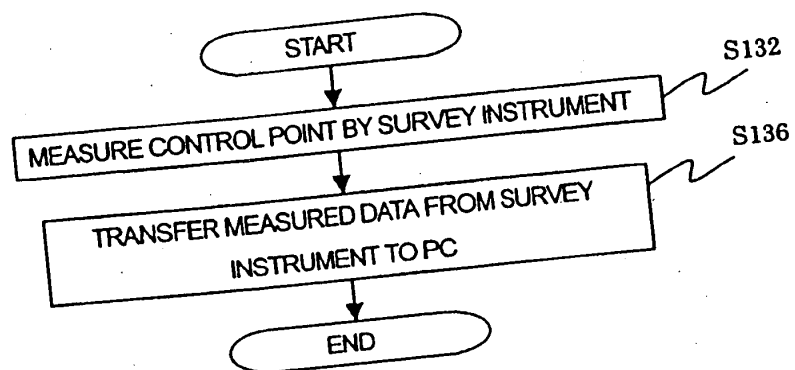 START
S132
MEASURE CONTROL POINT BY SURVEY INSTRUMENT
S136
TRANSFER MEASURED DATA FROM SURVEY
INSTRUMENT TO PC
END